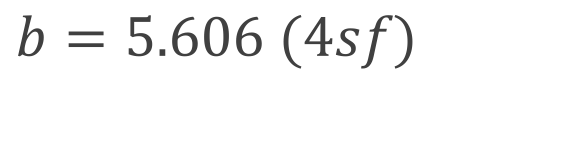 b = 5.606 (4sf)